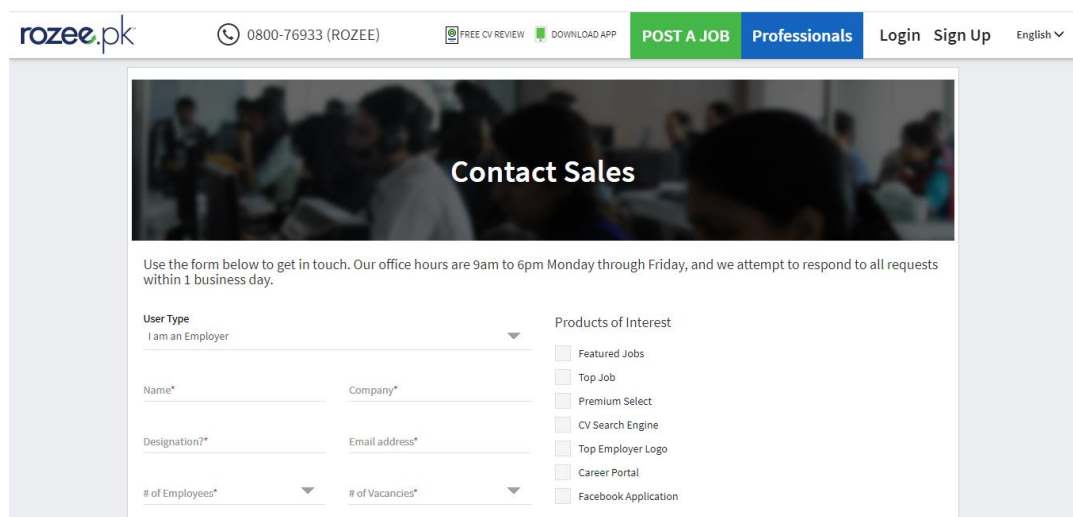 rozee.pk
0800-76933 (ROZEE)
FREE CV REVIEW
DOWNLOAD APP
POST A JOB
Professionals
Login
Sign Up
English
Contact Sales
Use the form below to get in touch. Our office hours are 9am to 6pm Monday through Friday, and we attempt to respond to all requests
within 1 business day.
User Type
I am an Employer
Name*
Company*
Designation?*
Email address*
# of Employees*
# of Vacancies*
Products of Interest
Featured Jobs
Top Job
Premium Select
CV Search Engine
Top Employer Logo
Career Portal
Facebook Application